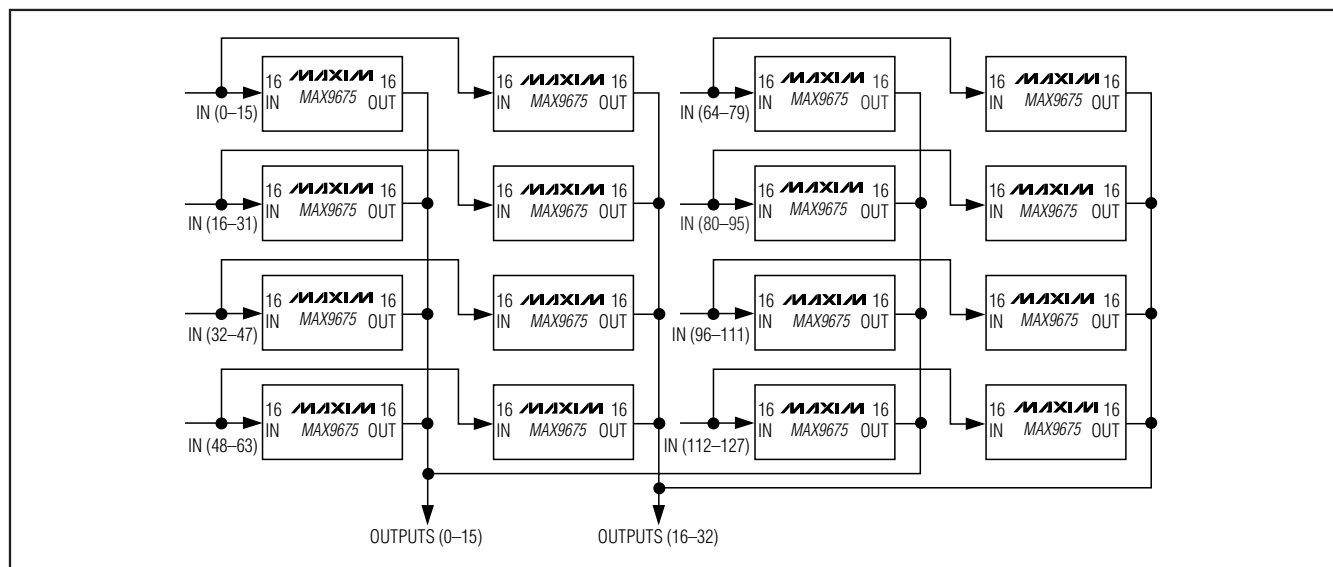 16 MAXIM 16
IN MAX9675 OUT
IN (0–15)
16 MAXIM 16
IN MAX9675 OUT
16 MAXIM 16
IN MAX9675 OUT
IN (64–79)
16 MAXIM 16
IN MAX9675 OUT
16 MAXIM 16
IN MAX9675 OUT
IN (16–31)
16 MAXIM 16
IN MAX9675 OUT
16 MAXIM 16
IN MAX9675 OUT
IN (80–95)
16 MAXIM 16
IN MAX9675 OUT
16 MAXIM 16
IN MAX9675 OUT
IN (32–47)
16 MAXIM 16
IN MAX9675 OUT
16 MAXIM 16
IN MAX9675 OUT
IN (96–111)
16 MAXIM 16
IN MAX9675 OUT
16 MAXIM 16
IN MAX9675 OUT
IN (48–63)
16 MAXIM 16
IN MAX9675 OUT
16 MAXIM 16
IN MAX9675 OUT
IN (112–127)
16 MAXIM 16
IN MAX9675 OUT
OUTPUTS (0–15)
OUTPUTS (16–32)